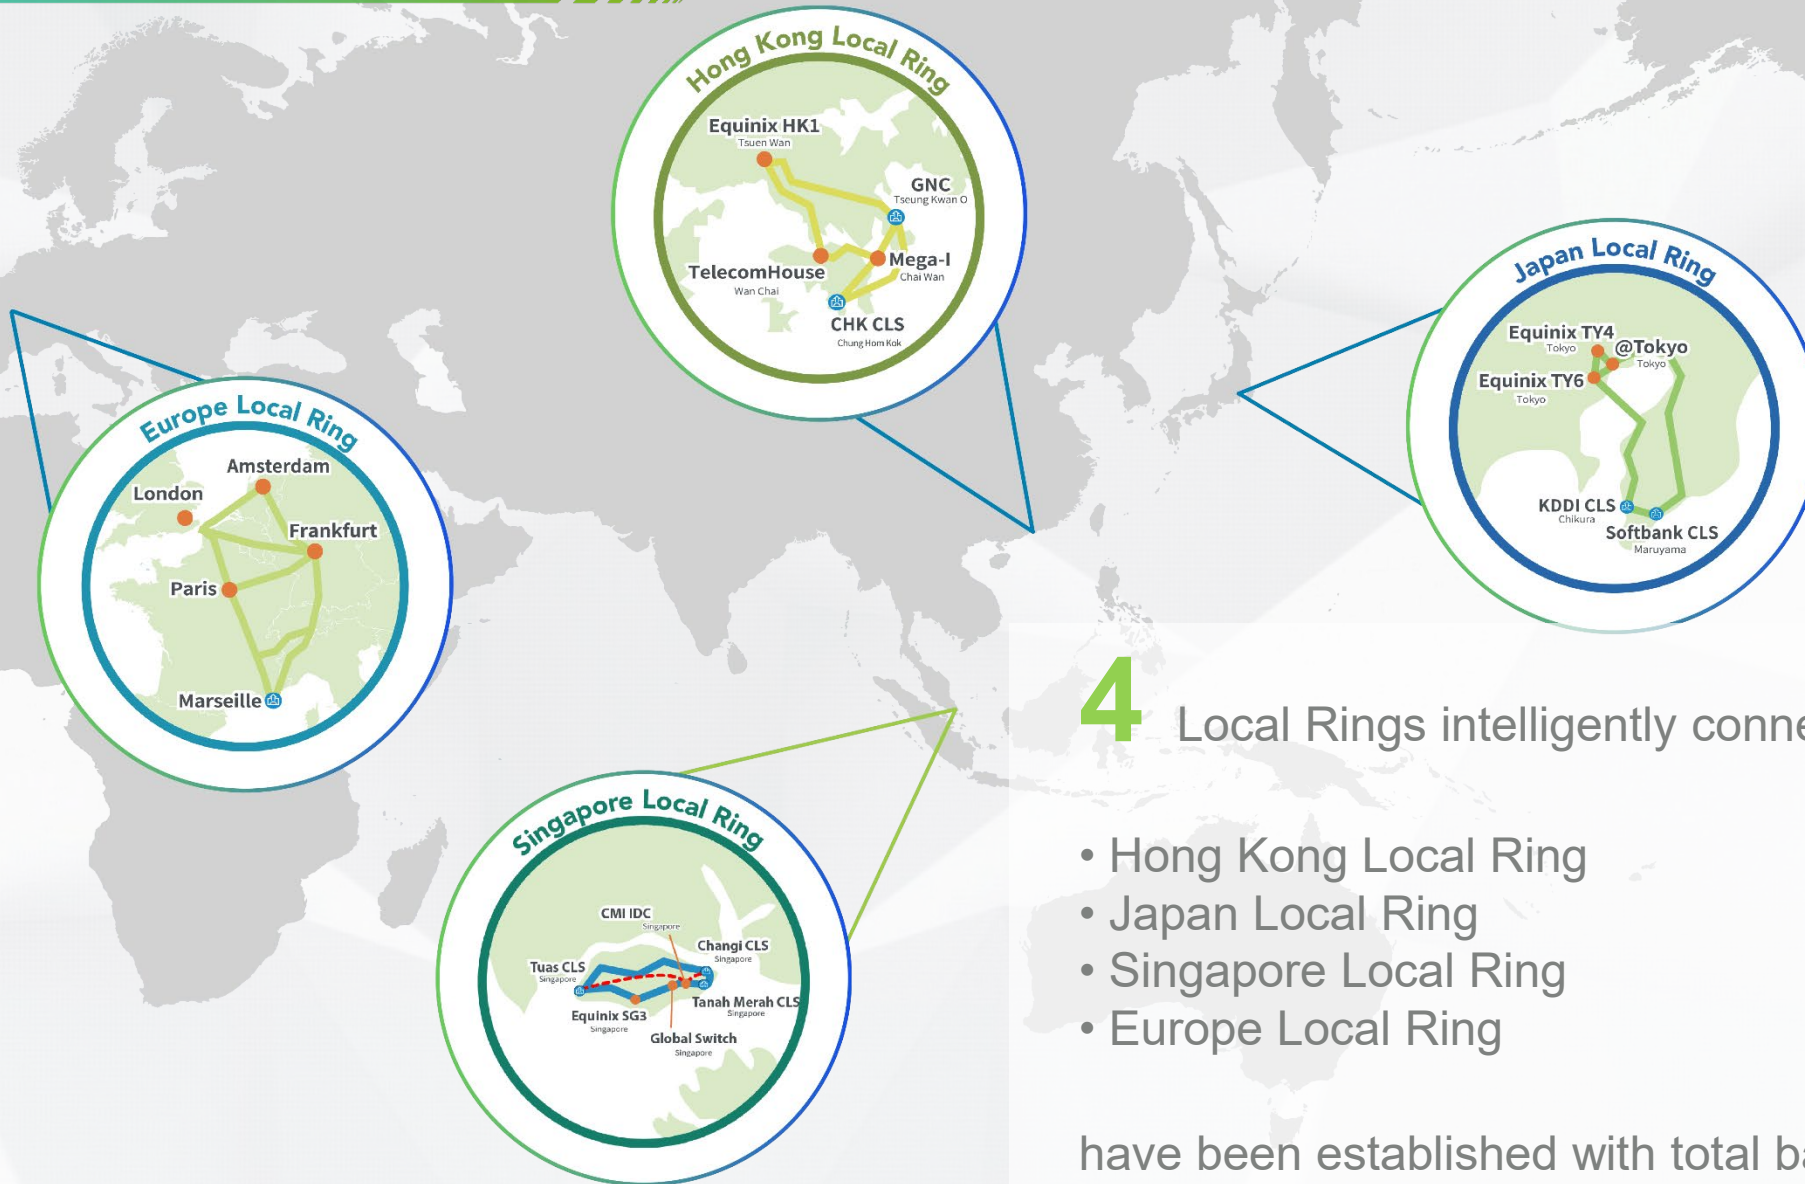 Hong Kong Local Ring
Equinix HK1
Tsuen Wan
GNC
Tseung Kwan O
TelecomHouse
Wan Chai
Mega-I
Chai Wan
CHK CLS
Chung Hom Kok
Japan Local Ring
Equinix TY4
Tokyo
@Tokyo
Tokyo
Equinix TY6
Tokyo
KDDI CLS
Chikura
Softbank CLS
Maruyama
Europe Local Ring
Amsterdam
London
Frankfurt
Paris
Marseille
Singapore Local Ring
CMI IDC
Singapore
Changi CLS
Singapore
Tuas CLS
Singapore
Tanah Merah CLS
Singapore
Equinix SG3
Singapore
Global Switch
Singapore
4 Local Rings intelligently
• Hong Kong Local Ring
• Japan Local Ring
• Singapore Local Ring
• Europe Local Ring
have been established with total